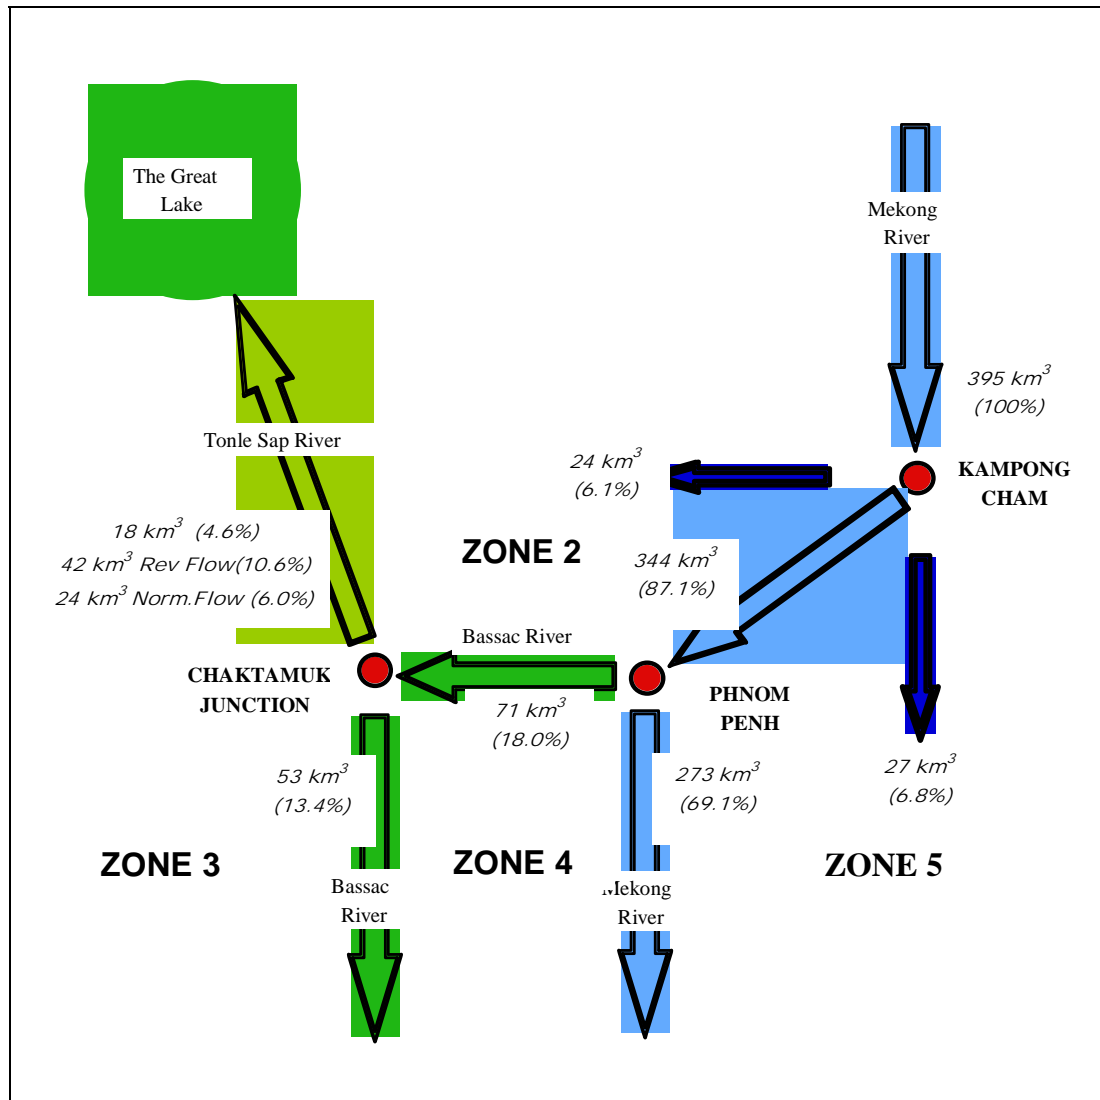 The Great
Lake
Mekong
River
395 km³
(100%)
Tonle Sap River
24 km³
(6.1%)
KAMPONG
CHAM
18 km³ (4.6%)
42 km³ Rev Flow(10.6%)
24 km³ Norm.Flow (6.0%)
ZONE 2
344 km³
(87.1%)
Bassac River
CHAKTAMUK
JUNCTION
PHNOM
PENH
71 km³
(18.0%)
53 km³
(13.4%)
273 km³
(69.1%)
27 km³
(6.8%)
ZONE 3
ZONE 4
ZONE 5
Bassac
River
Mekong
River